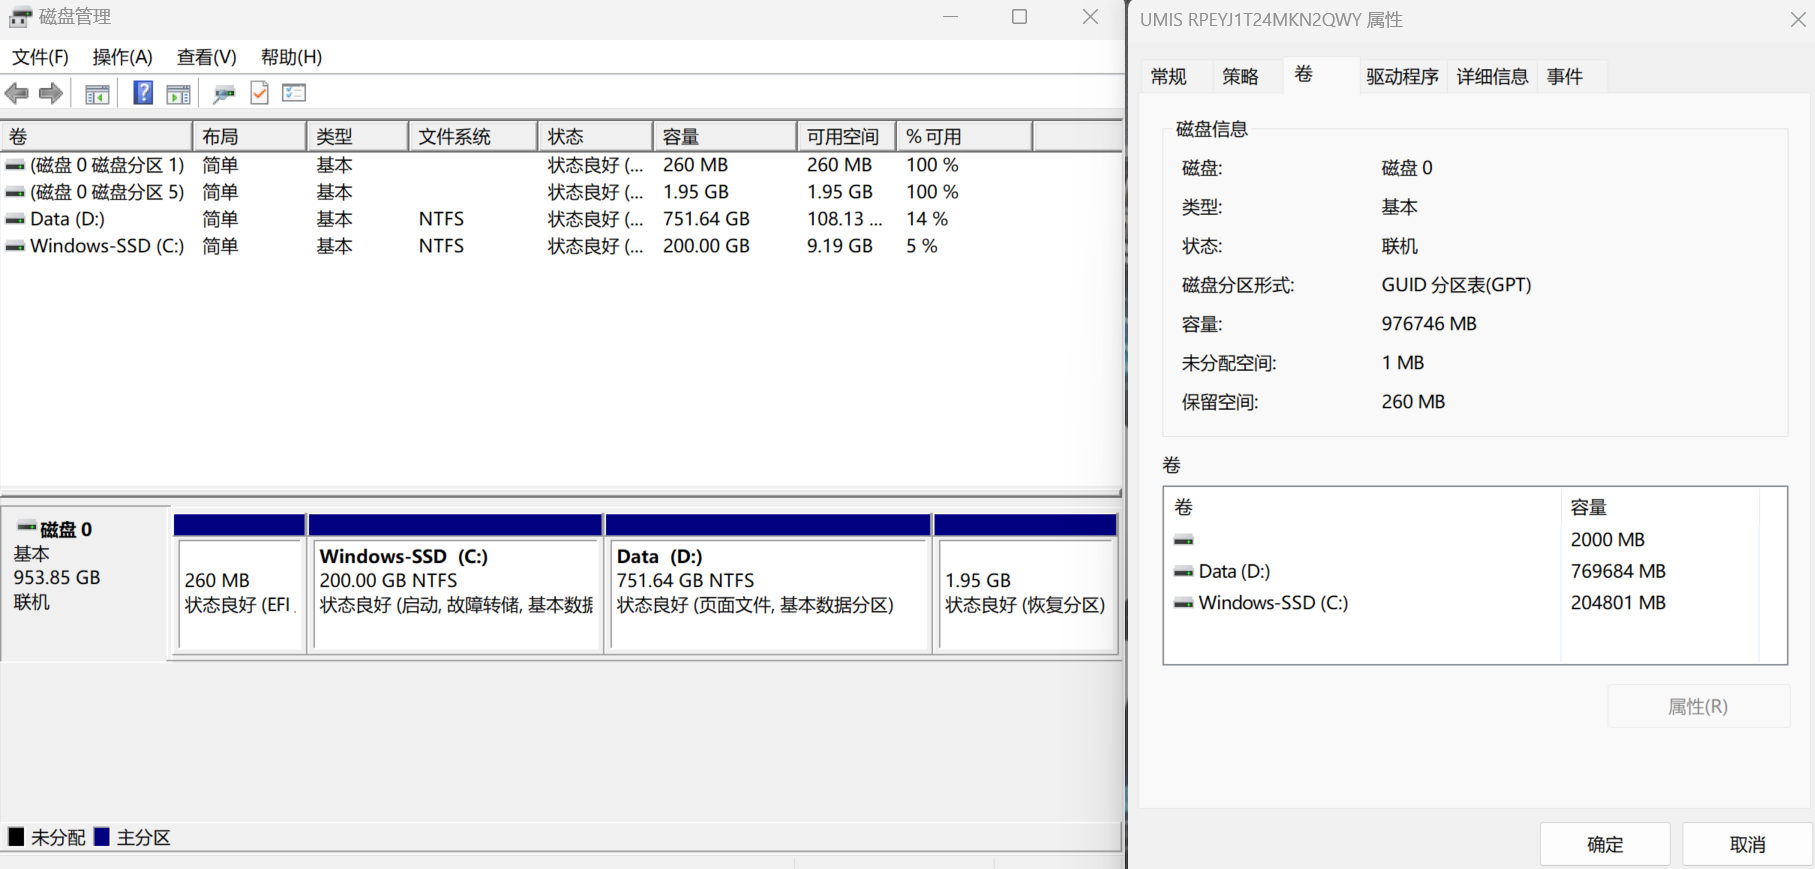 磁盘管理
文件(F) 操作(A) 查看(V) 帮助(H)
卷 布局 类型 文件系统 状态 容量 可用空间 % 可用
(磁盘 0 磁盘分区 1) 简单 基本 状态良好 (... 260 MB 260 MB 100 %
(磁盘 0 磁盘分区 5) 简单 基本 状态良好 (... 1.95 GB 1.95 GB 100 %
Data (D:) 简单 基本 NTFS 状态良好 (... 751.64 GB 108.13 ... 14 %
Windows-SSD (C:) 简单 基本 NTFS 状态良好 (... 200.00 GB 9.19 GB 5 %
磁盘 0
基本
953.85 GB
联机
260 MB
状态良好 (EFI
Windows-SSD (C:)
200.00 GB NTFS
状态良好 (启动, 故障转储, 基本数据
Data (D:)
751.64 GB NTFS
状态良好 (页面文件, 基本数据分区)
1.95 GB
状态良好 (恢复分区)
未分配 主分区
UMIS RPEYJ1T24MKN2QWY 属性
常规 策略 卷 驱动程序 详细信息 事件
磁盘信息
磁盘: 磁盘 0
类型: 基本
状态: 联机
磁盘分区形式: GUID 分区表(GPT)
容量: 976746 MB
未分配空间: 1 MB
保留空间: 260 MB
卷
卷 容量
2000 MB
Data (D:) 769684 MB
Windows-SSD (C:) 204801 MB
属性(R)
确定 取消